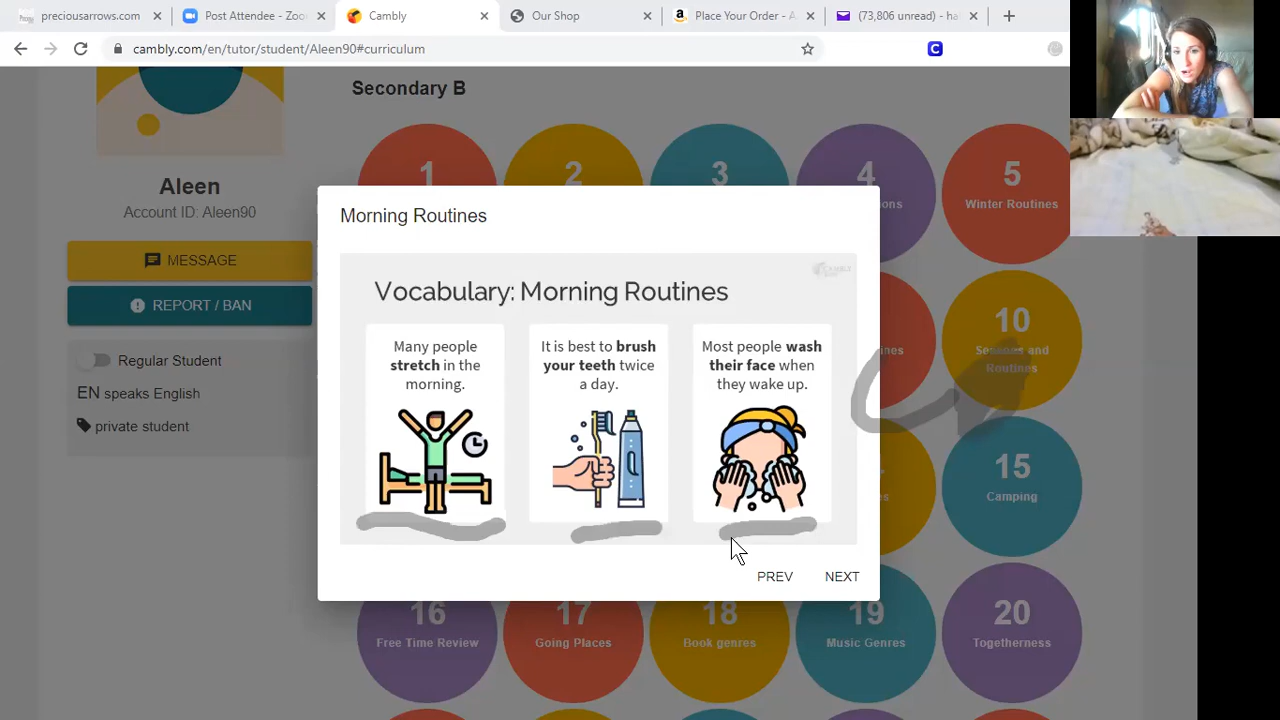 preciousarrows.com
Post Attendee - Zoo
Cambly
Our Shop
Place Your Order - A
(73,806 unread) - ha
cambly.com/en/tutor/student/Aleen90#curriculum
C
Secondary B
Aleen
Account ID: Aleen90
MESSAGE
REPORT / BAN
Regular Student
EN speaks English
private student
1
2
3
4
ons
5
Winter Routines
Morning Routines
Vocabulary: Morning Routines
Many people
stretch in the
morning.
It is best to brush
your teeth twice
a day.
Most people wash
their face when
they wake up.
PREV
NEXT
ines
10
Seasons and
Routines
es
15
Camping
16
Free Time Review
17
Going Places
18
Book genres
19
Music Genres
20
Togetherness